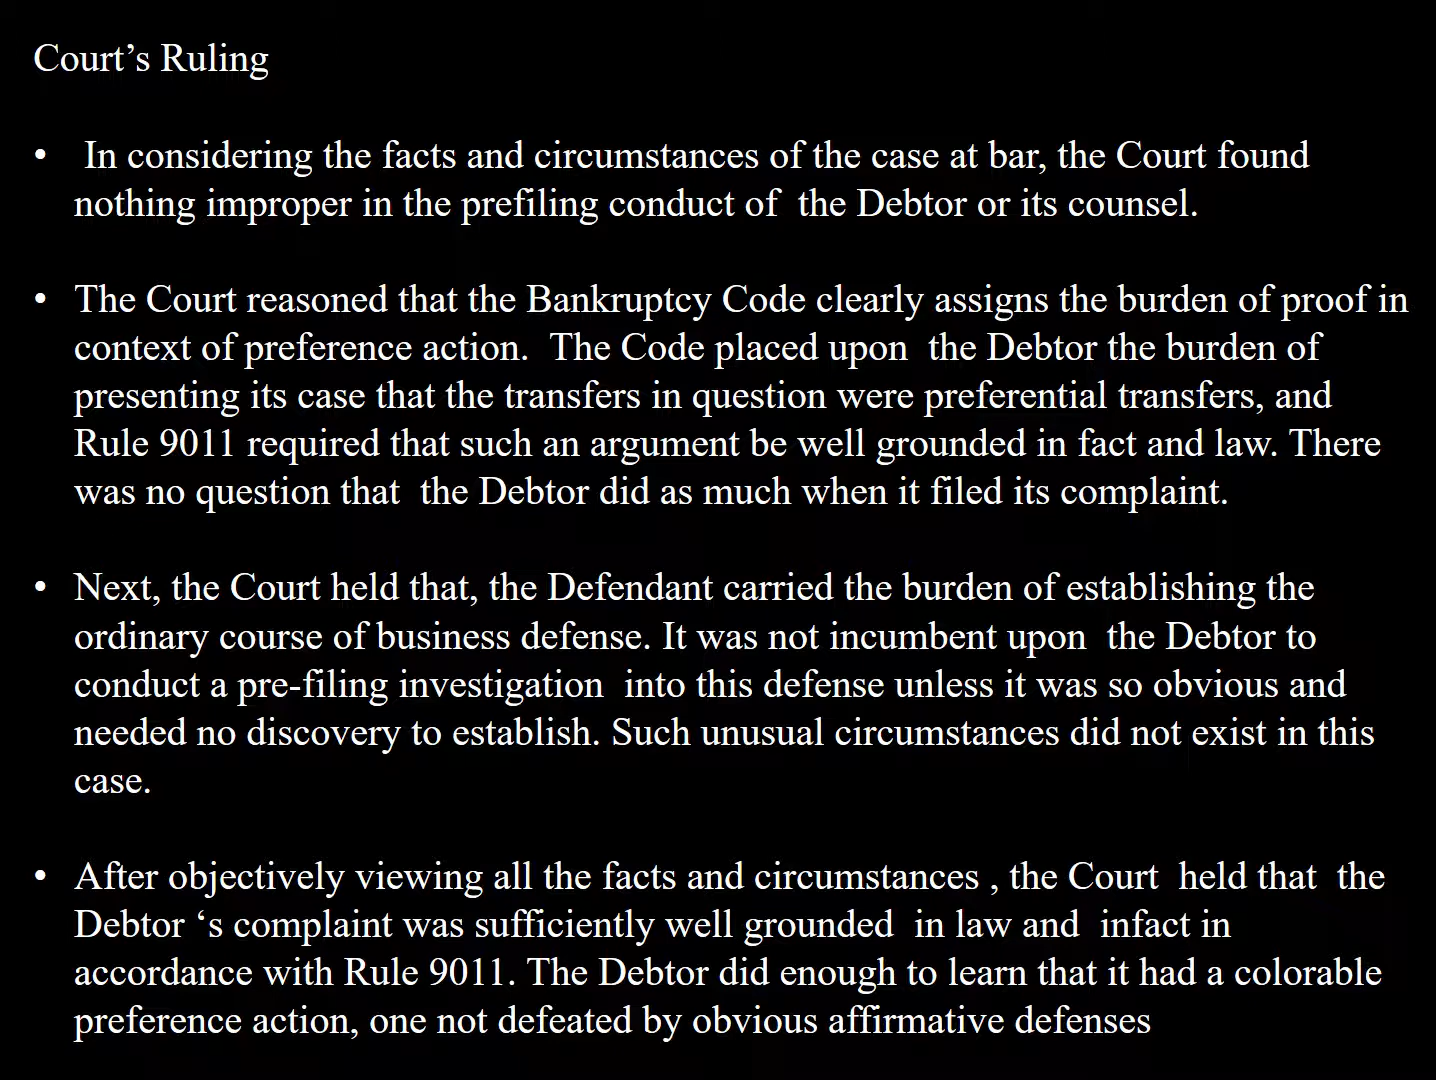 Court’s Ruling
• In considering the facts and circumstances of the case at bar, the Court found
nothing improper in the prefiling conduct of the Debtor or its counsel.
• The Court reasoned that the Bankruptcy Code clearly assigns the burden of proof in
context of preference action. The Code placed upon the Debtor the burden of
presenting its case that the transfers in question were preferential transfers, and
Rule 9011 required that such an argument be well grounded in fact and law. There
was no question that the Debtor did as much when it filed its complaint.
• Next, the Court held that, the Defendant carried the burden of establishing the
ordinary course of business defense. It was not incumbent upon the Debtor to
conduct a pre-filing investigation into this defense unless it was so obvious and
needed no discovery to establish. Such unusual circumstances did not exist in this
case.
• After objectively viewing all the facts and circumstances , the Court held that the
Debtor ‘s complaint was sufficiently well grounded in law and infact in
accordance with Rule 9011. The Debtor did enough to learn that it had a colorable
preference action, one not defeated by obvious affirmative defenses